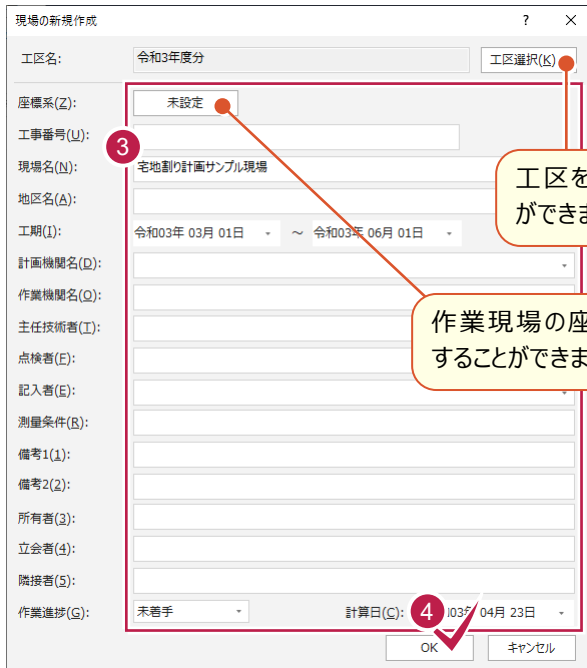 現場の新規作成 ? ×
工区名: 令和3年度分 工区選択(K)
座標系(Z): 未設定
工事番号(U):
3
現場名(N): 宅地割り計画サンプル現場
工区を
ができま
地区名(A):
工期(I): 令和03年 03月 01日 ～ 令和03年 06月 01日
計画機関名(D):
作業機関名(O):
作業現場の座
することができま
主任技術者(T):
点検者(F):
記入者(E):
測量条件(R):
備考1(1):
備考2(2):
所有者(3):
立会者(4):
隣接者(5):
作業進捗(G): 未着手 計算日(C): 4 03年 04月 23日
OK キャンセル